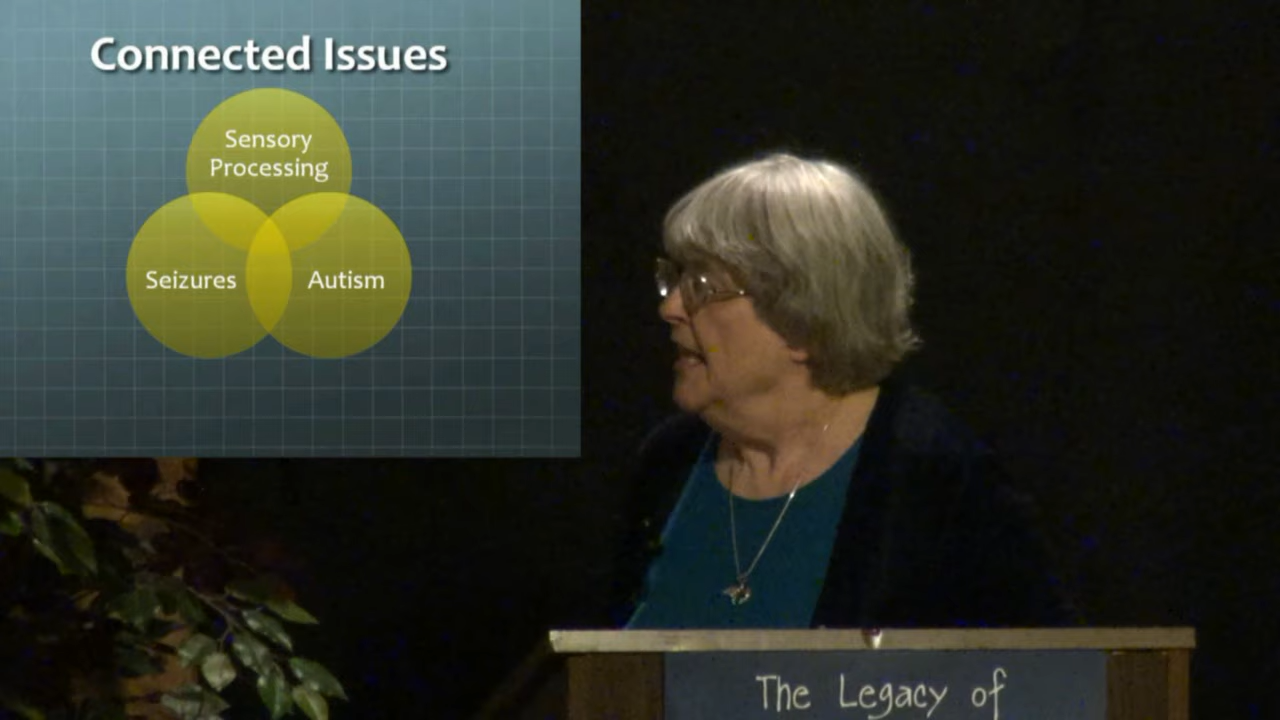 Connected Issues
Sensory
Processing
Seizures
Autism
The Legacy of